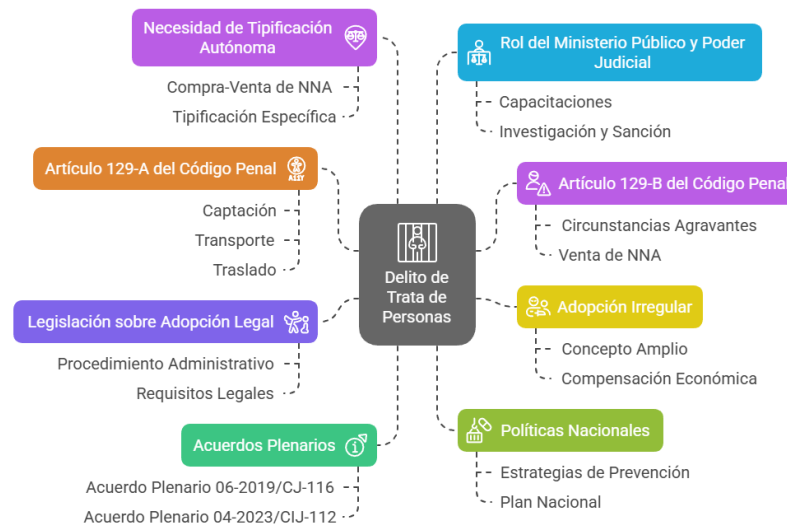 Necesidad de Tipificación
Autónoma
Compra-Venta de NNA
Tipificación Específica
Artículo 129-A del Código Penal
Captación
Transporte
Traslado
Legislación sobre Adopción Legal
Procedimiento Administrativo
Requisitos Legales
Acuerdos Plenarios
Acuerdo Plenario 06-2019/CJ-116
Acuerdo Plenario 04-2023/CIJ-112
Delito de
Trata de
Personas
Rol del Ministerio Público y Poder
Judicial
Capacitaciones
Investigación y Sanción
Artículo 129-B del Código Penal
Circunstancias Agravantes
Venta de NNA
Adopción Irregular
Concepto Amplio
Compensación Económica
Políticas Nacionales
Estrategias de Prevención
Plan Nacional